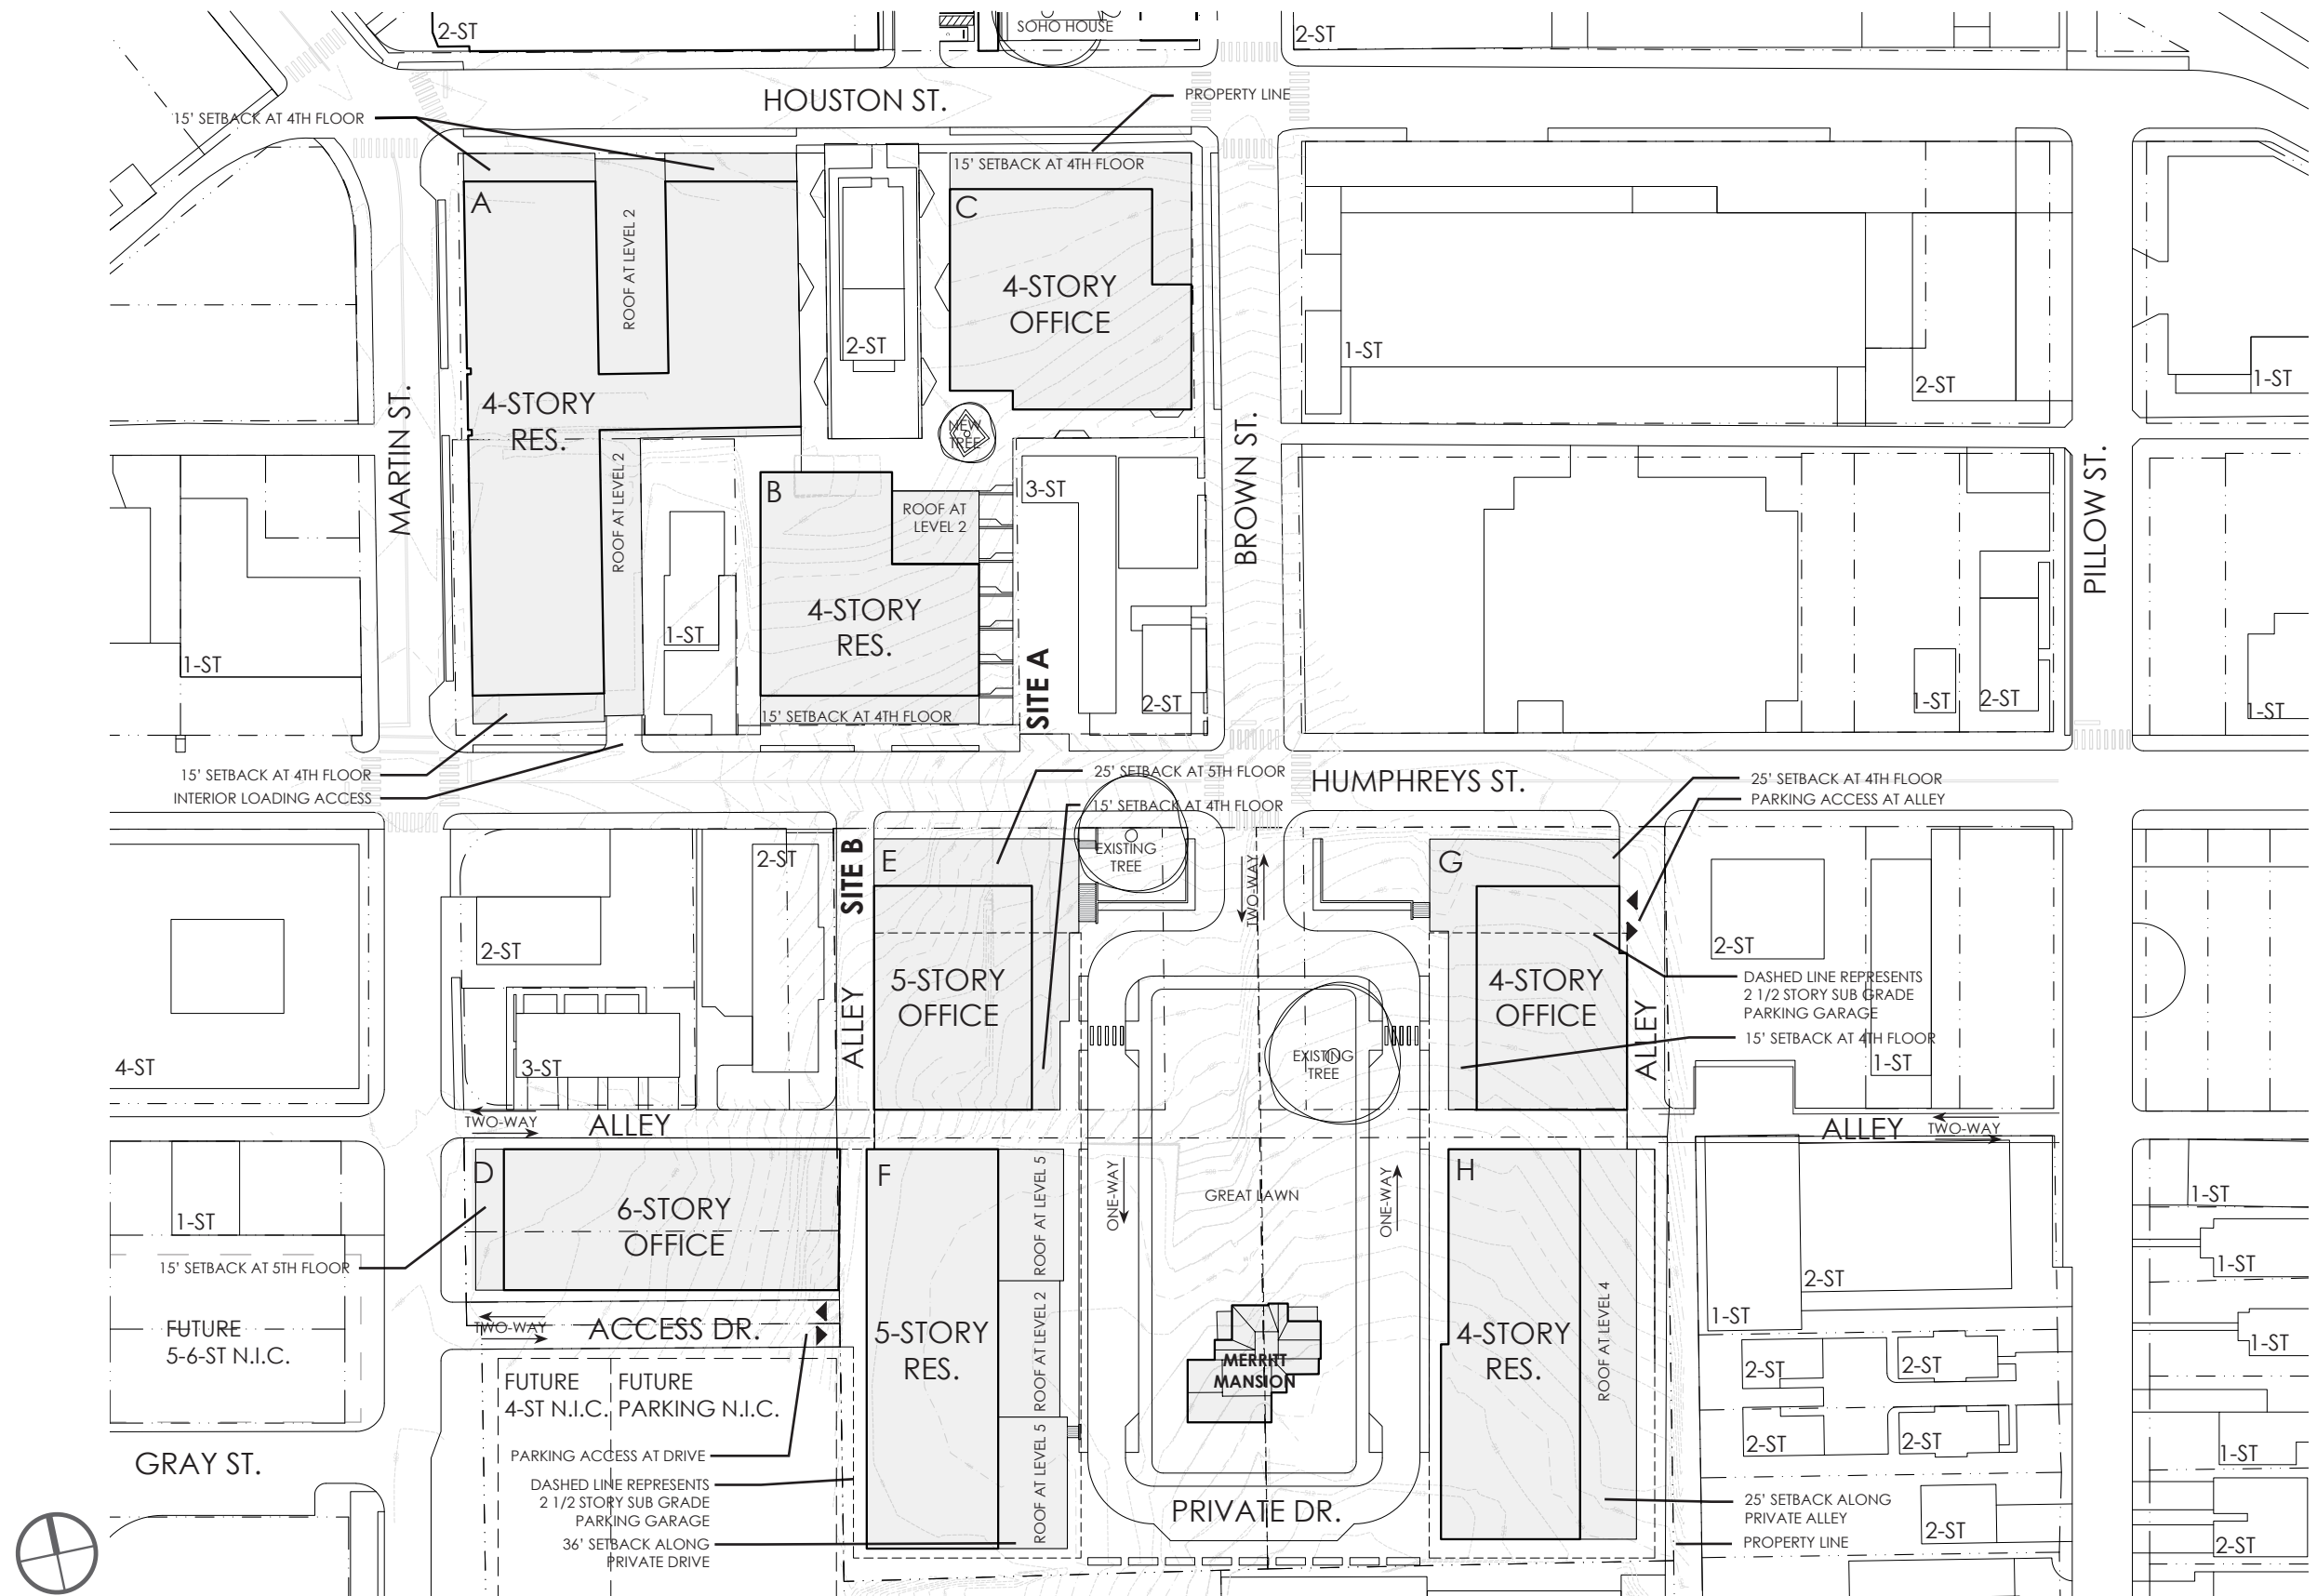 2-ST
SOHO HOUSE
2-ST
HOUSTON ST.
PROPERTY LINE
15' SETBACK AT 4TH FLOOR
15' SETBACK AT 4TH FLOOR
A
ROOF AT LEVEL 2
C
4-STORY
OFFICE
2-ST
1-ST
2-ST
1-ST
MARTIN ST.
4-STORY
RES.
NEW
TREE
BROWN ST.
PILLOW ST.
ROOF AT LEVEL 2
B
ROOF AT
LEVEL 2
3-ST
4-STORY
RES.
1-ST
1-ST
SITE A
2-ST
1-ST
2-ST
1-ST
15' SETBACK AT 4TH FLOOR
15' SETBACK AT 4TH FLOOR
INTERIOR LOADING ACCESS
25' SETBACK AT 5TH FLOOR
15' SETBACK AT 4TH FLOOR
HUMPHREYS ST.
25' SETBACK AT 4TH FLOOR
PARKING ACCESS AT ALLEY
2-ST
SITE B
E
EXISTING
TREE
TWO-WAY
G
2-ST
2-ST
5-STORY
OFFICE
4-STORY
OFFICE
DASHED LINE REPRESENTS
2 1/2 STORY SUB GRADE
PARKING GARAGE
15' SETBACK AT 4TH FLOOR
ALLEY
ALLEY
EXISTING
TREE
4-ST
3-ST
1-ST
TWO-WAY
ALLEY
ALLEY
TWO-WAY
D
F
ROOF AT LEVEL 5
ONE-WAY
GREAT LAWN
ONE-WAY
H
1-ST
1-ST
6-STORY
OFFICE
15' SETBACK AT 5TH FLOOR
2-ST
1-ST
1-ST
FUTURE
5-6-ST N.I.C.
TWO-WAY
ACCESS DR.
5-STORY
RES.
ROOF AT LEVEL 2
MERRITT
MANSION
4-STORY
RES.
ROOF AT LEVEL 4
1-ST
2-ST
2-ST
FUTURE
4-ST N.I.C.
FUTURE
PARKING N.I.C.
2-ST
2-ST
1-ST
GRAY ST.
PARKING ACCESS AT DRIVE
DASHED LINE REPRESENTS
2 1/2 STORY SUB GRADE
PARKING GARAGE
36' SETBACK ALONG
PRIVATE DRIVE
ROOF AT LEVEL 5
PRIVATE DR.
25' SETBACK ALONG
PRIVATE ALLEY
PROPERTY LINE
2-ST
2-ST